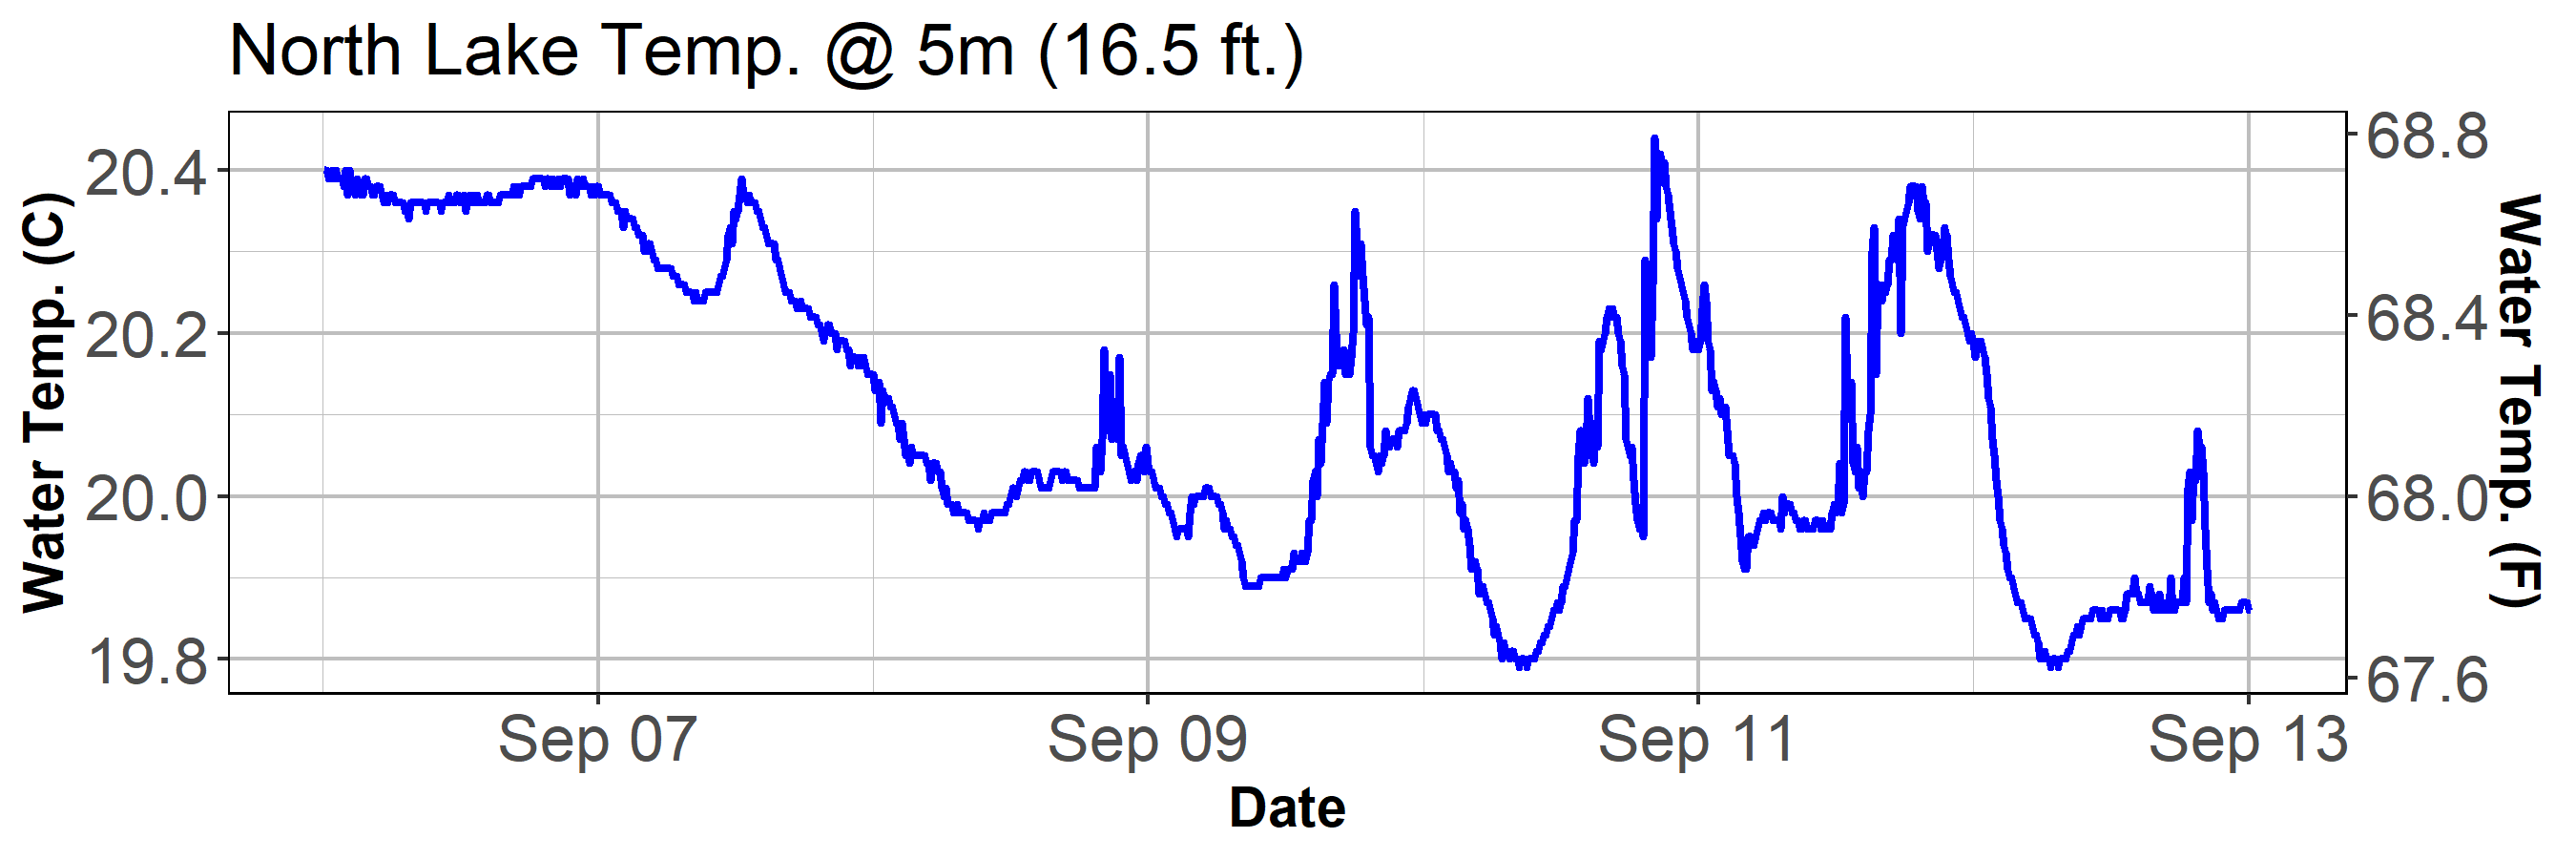 North Lake Temp. @ 5m (16.5 ft.)
Water Temp. (C)
20.4
20.2
20.0
19.8
68.8
68.4
68.0
67.6
Water Temp. (F)
Sep 07
Sep 09
Sep 11
Sep 13
Date